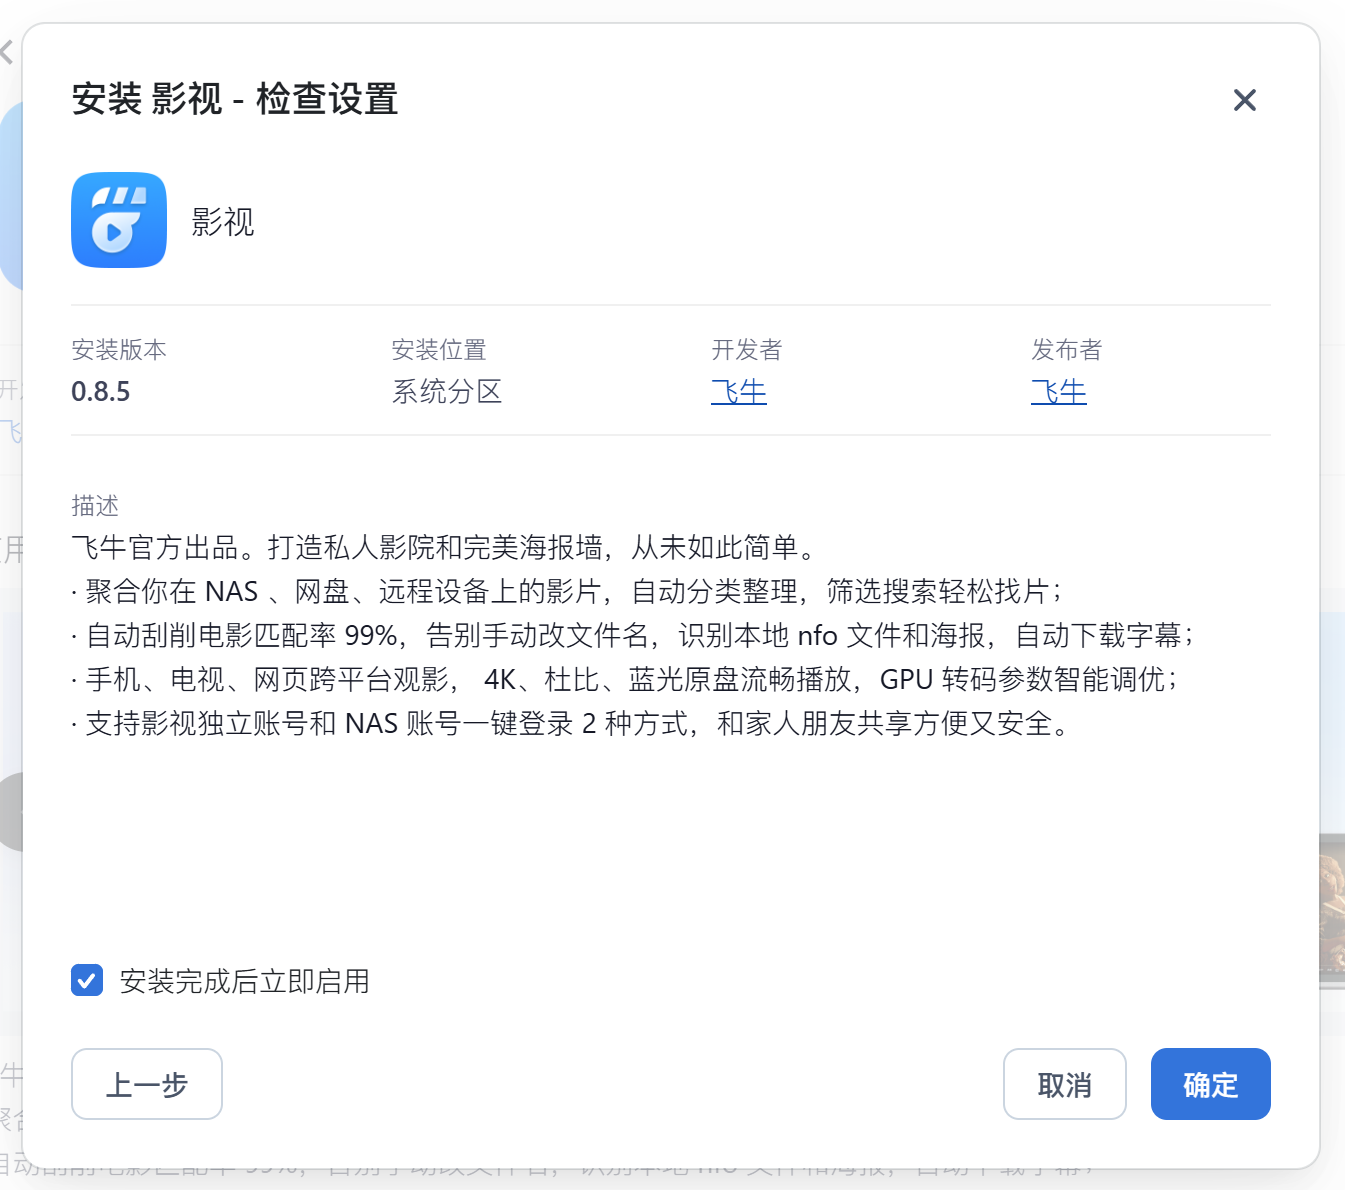 安装 影视 - 检查设置
影视
安装版本
0.8.5
安装位置
系统分区
开发者
飞牛
发布者
飞牛
描述
飞牛官方出品。打造私人影院和完美海报墙，从未如此简单。
· 聚合你在 NAS 、网盘、远程设备上的影片，自动分类整理，筛选搜索轻松找片；
· 自动刮削电影匹配率 99%，告别手动改文件名，识别本地 nfo 文件和海报，自动下载字幕；
· 手机、电视、网页跨平台观影， 4K、杜比、蓝光原盘流畅播放，GPU 转码参数智能调优；
· 支持影视独立账号和 NAS 账号一键登录 2 种方式，和家人朋友共享方便又安全。
安装完成后立即启用
上一步
取消
确定